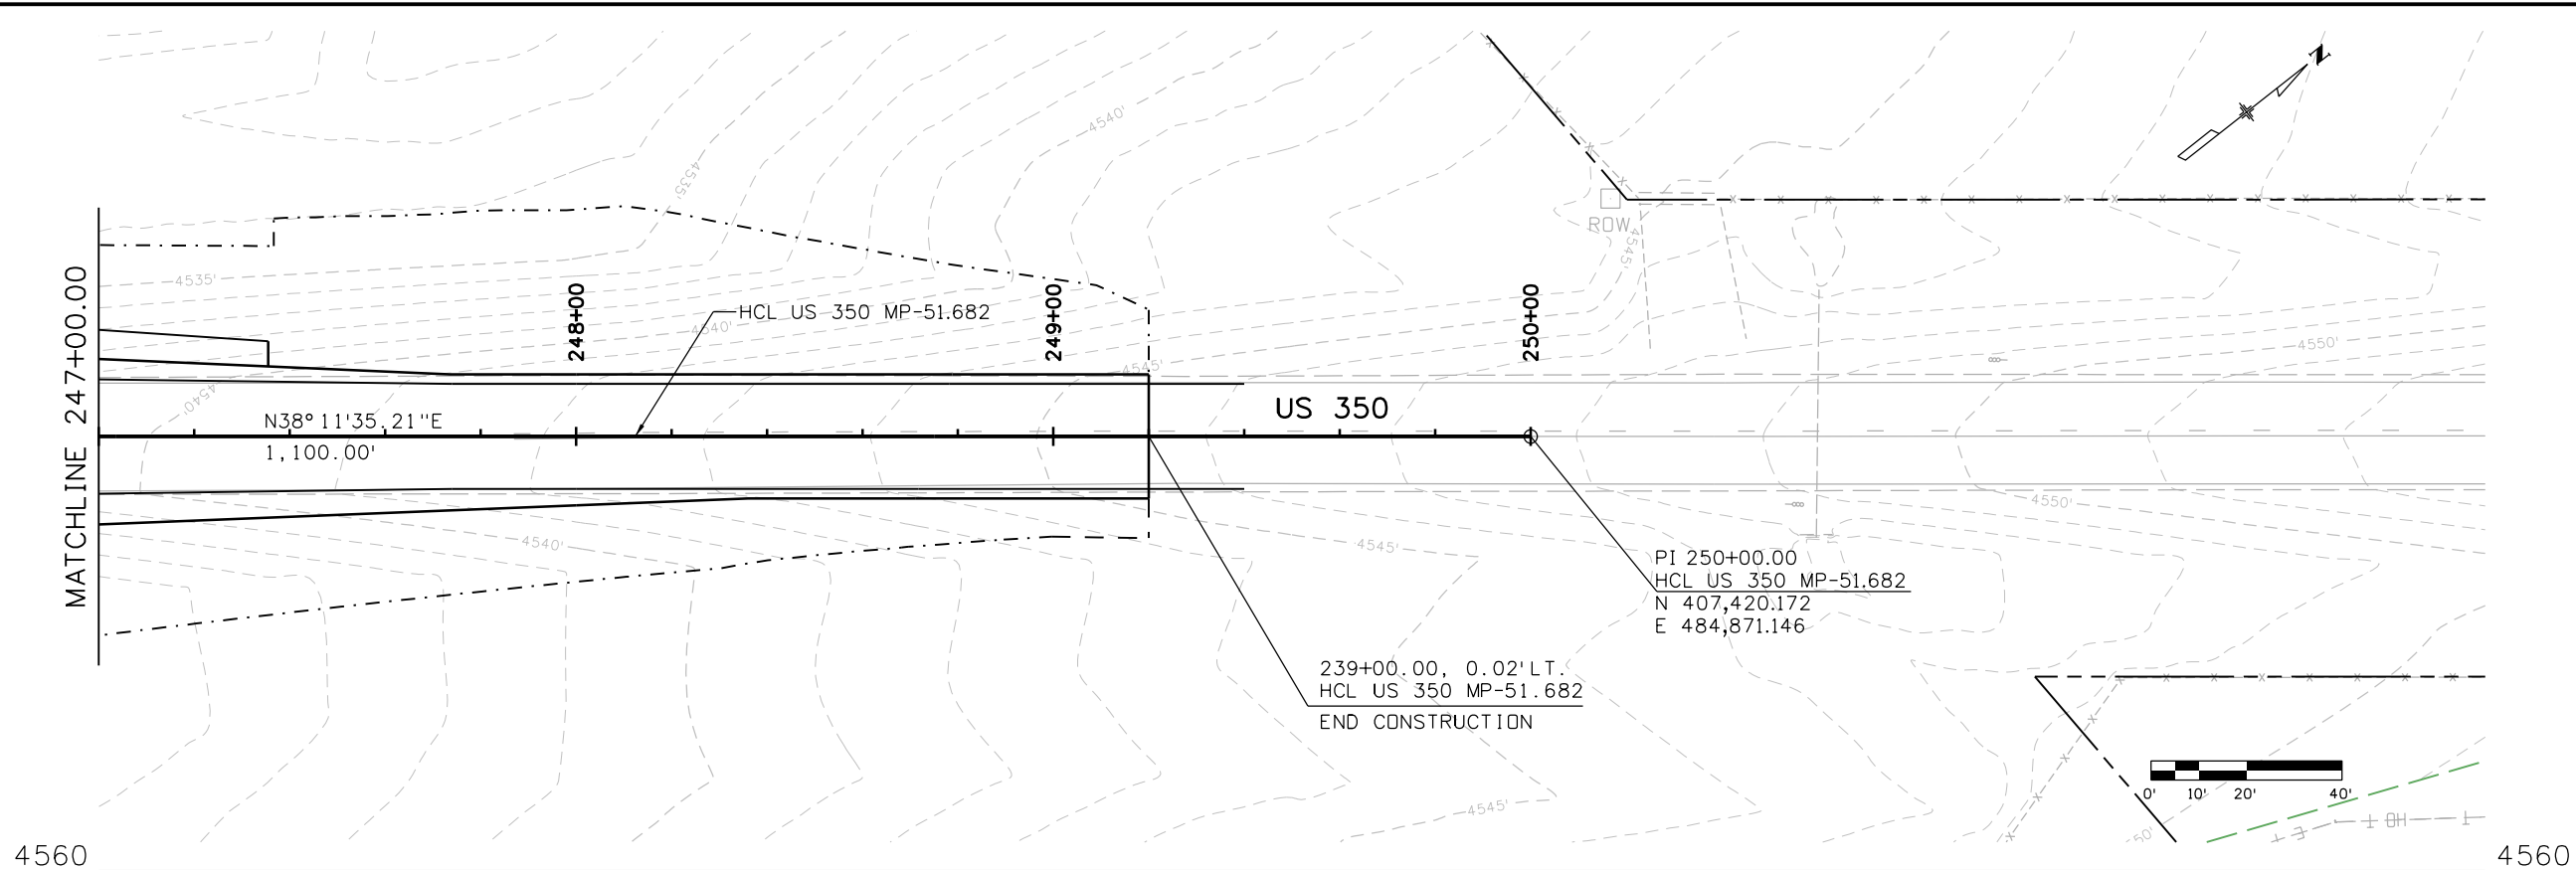 N
4540'
4535'
ROW
4545'
MATCHLINE 247+00.00
4535'
HCL US 350 MP-51.682
248+00
249+00
250+00
4540'
4545'
4550'
4540'
US 350
N38° 11'35.21"E
1,100.00'
4550'
4540'
4545'
PI 250+00.00
HCL US 350 MP-51.682
N 407,420.172
E 484,871.146
239+00.00, 0.02' LT.
HCL US 350 MP-51.682
END CONSTRUCTION
0' 10' 20' 40'
4545'
50'
E
T
HO
T
4560
4560